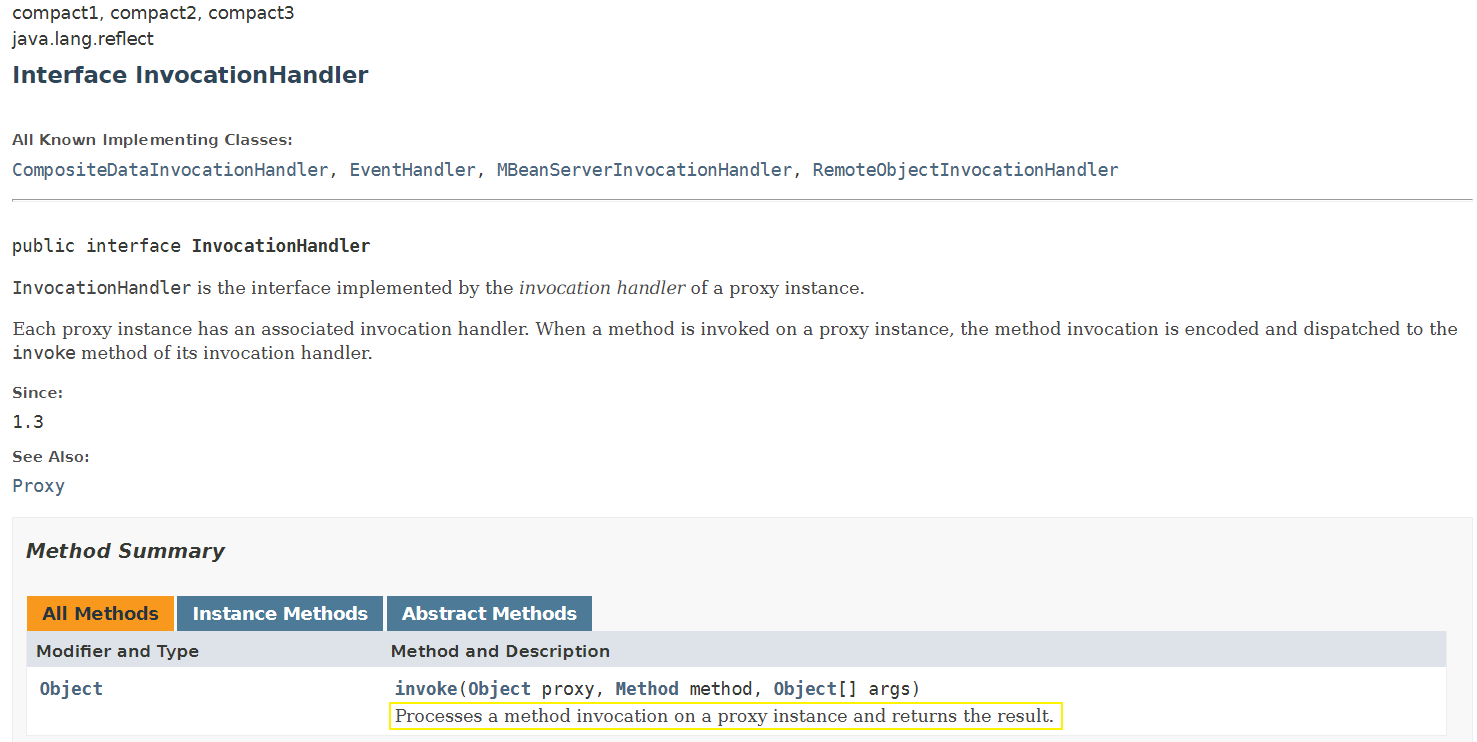 compact1, compact2, compact3
java.lang.reflect
Interface InvocationHandler
All Known Implementing Classes:
CompositeDataInvocationHandler, EventHandler, MBeanServerInvocationHandler, RemoteObjectInvocationHandler
public interface InvocationHandler
InvocationHandler is the interface implemented by the invocation handler of a proxy instance.
Each proxy instance has an associated invocation handler. When a method is invoked on a proxy instance, the method invocation is encoded and dispatched to the
invoke method of its invocation handler.
Since:
1.3
See Also:
Proxy
Method Summary
All Methods Instance Methods Abstract Methods
Modifier and Type Method and Description
Object invoke(Object proxy, Method method, Object[] args)
Processes a method invocation on a proxy instance and returns the result.